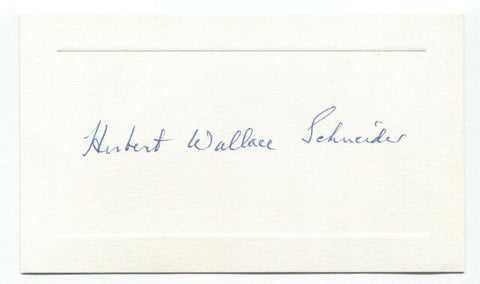 Herbert Wallace Schneider